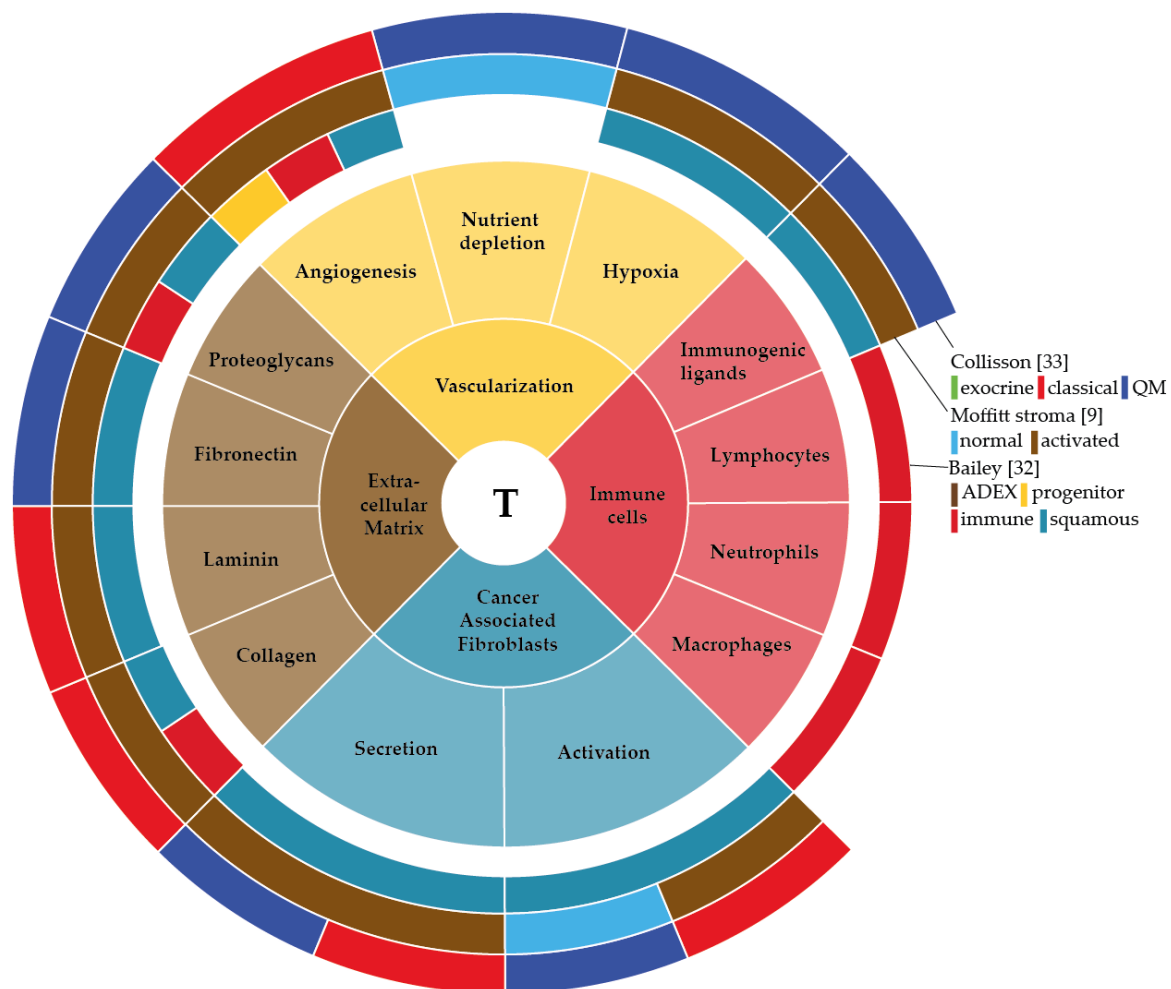 Nutrient
depletion
Angiogenesis
Hypoxia
Proteoglycans
Vascularization
Immunogenic
ligands
Fibronectin
Lymphocytes
Extra-
cellular
Matrix
T
Immune
cells
Laminin
Neutrophils
Collagen
Cancer
Associated
Fibroblasts
Macrophages
Secretion
Activation
Collisson [33]
exocrine classical QM
Moffitt stroma [9]
normal activated
Bailey [32]
ADEX progenitor
immune squamous